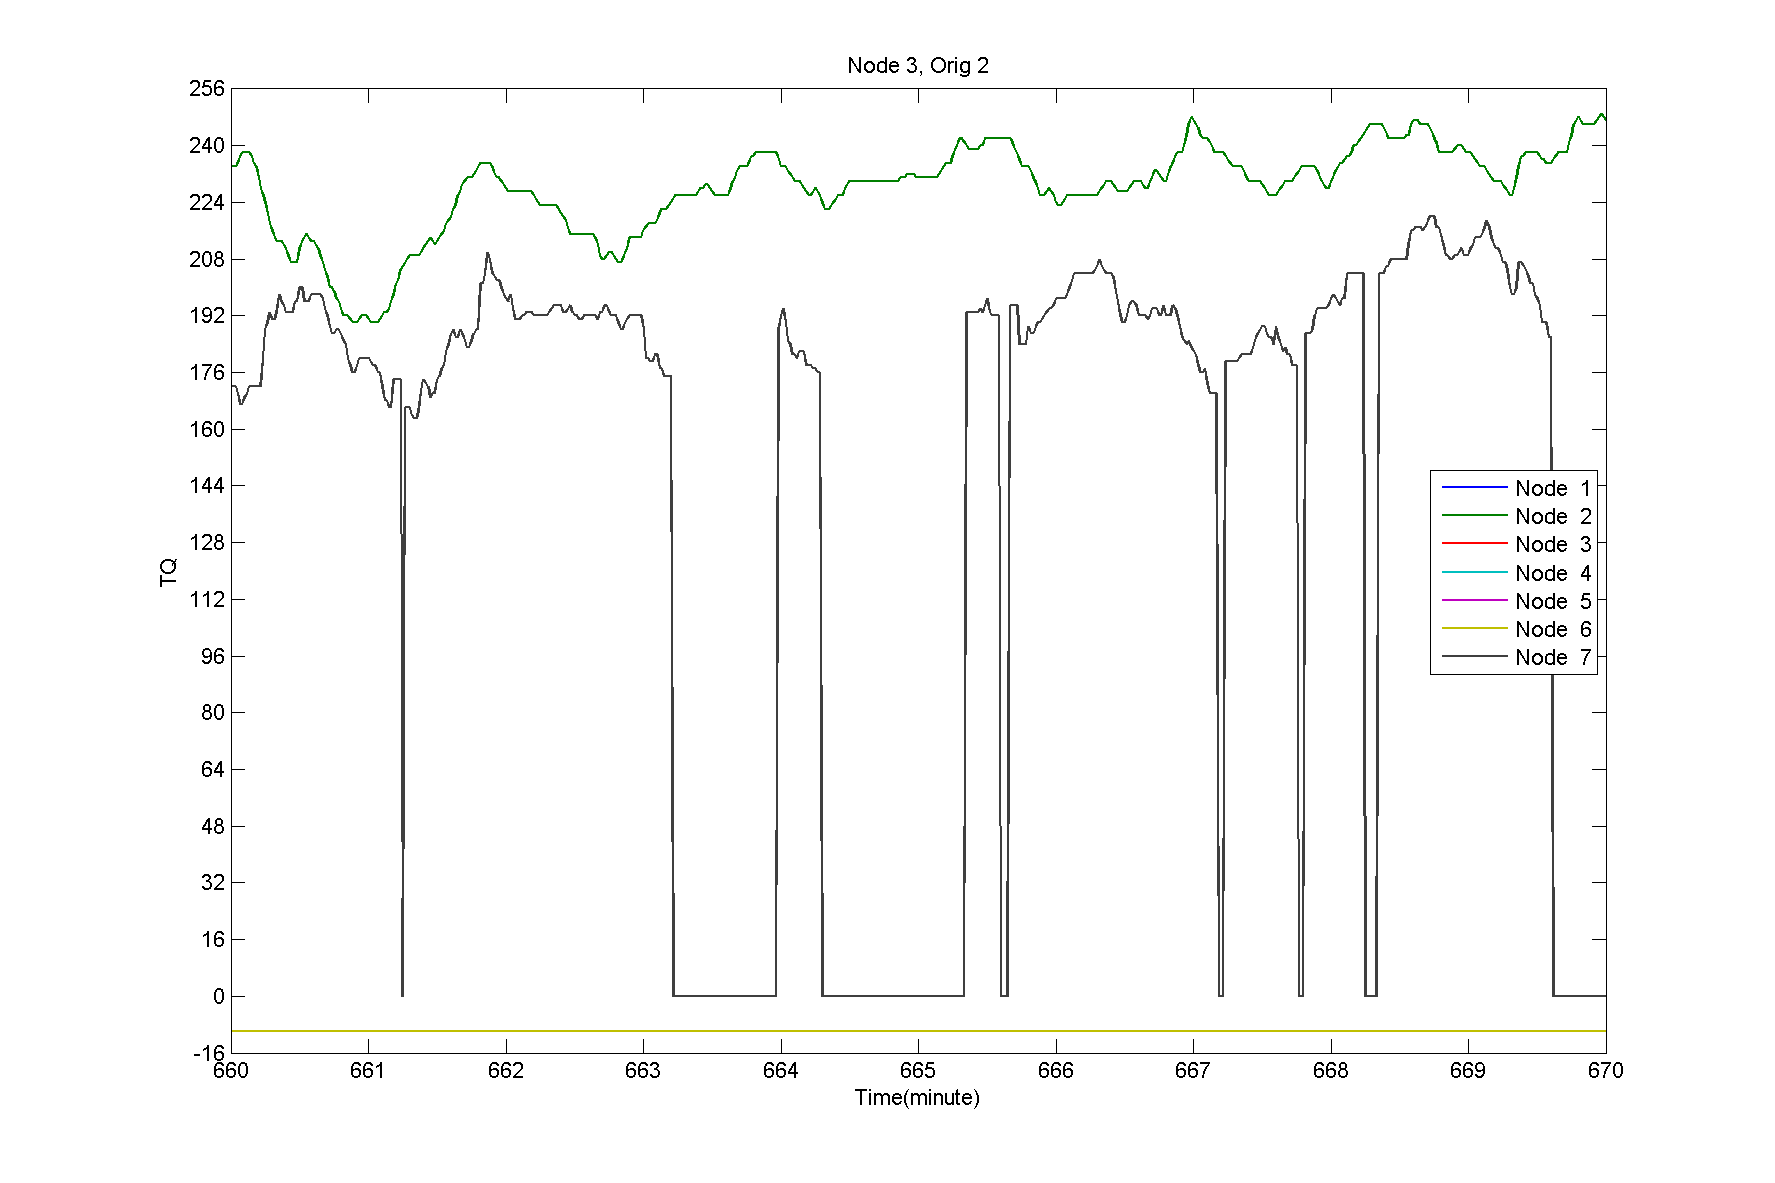 Node 3, Orig 2
256
240
224
208
192
176
160
144
128
112
96
80
64
48
32
16
0
-16
TQ
Node 1
Node 2
Node 3
Node 4
Node 5
Node 6
Node 7
660 661 662 663 664 665 666 667 668 669 670
Time(minute)